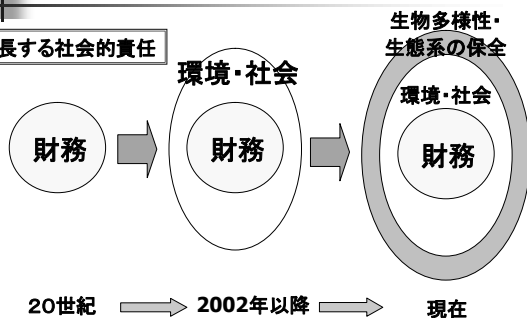 長する社会的責任
生物多様性・
生態系の保全
環境・社会
環境・社会
財務
財務
財務
20世紀
2002年以降
現在